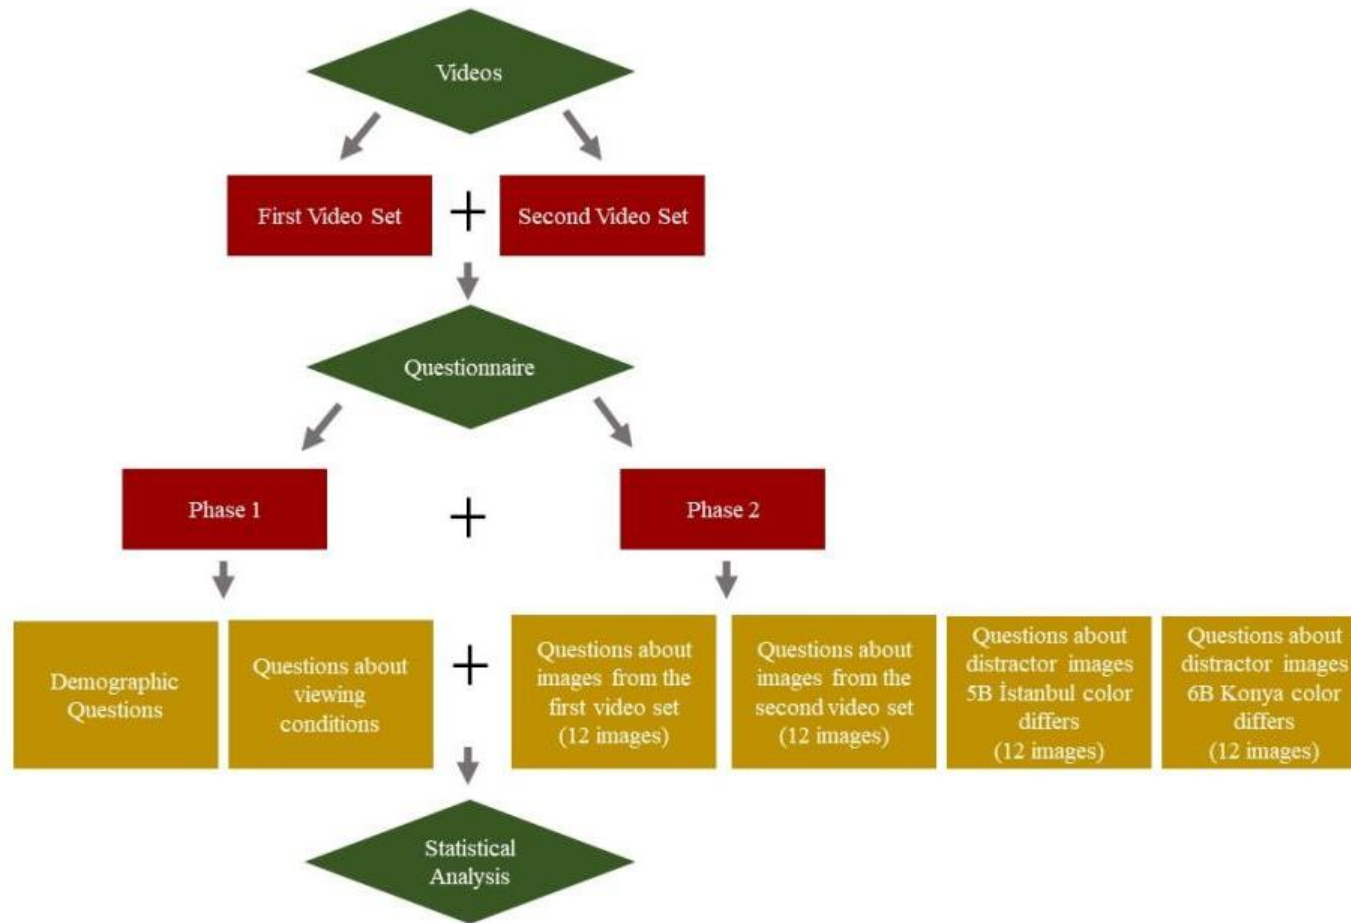 Videos
First Video Set
+
Second Video Set
Questionnaire
Phase 1
+
Phase 2
Demographic
Questions
Questions about
viewing
conditions
+
Questions about
images from the
first video set
(12 images)
Questions about
images from the
second video set
(12 images)
Questions about
distractor images
5B İstanbul color
differs
(12 images)
Questions about
distractor images
6B Konya color
differs
(12 images)
Statistical
Analysis